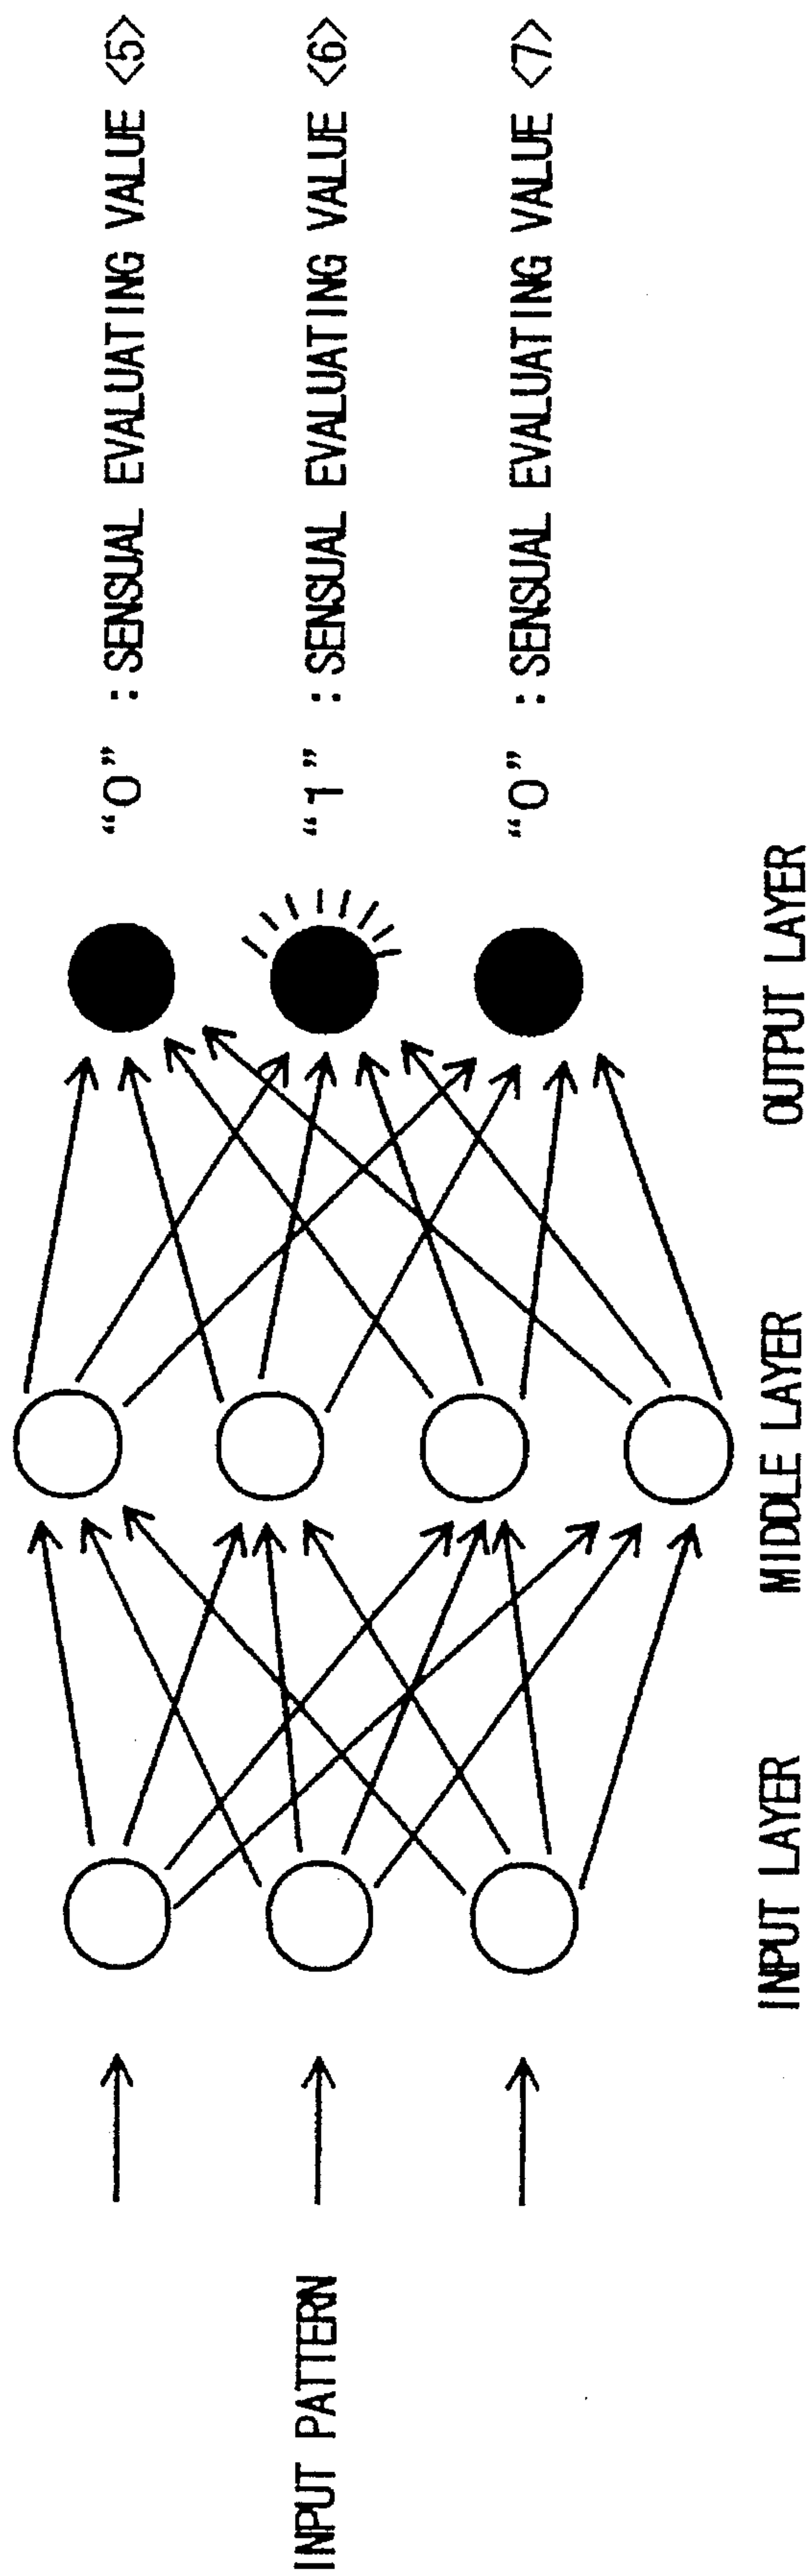 INPUT PATTERN
“0” : SENSUAL EVALUATING VALUE <5>
“1” : SENSUAL EVALUATING VALUE <6>
“0” : SENSUAL EVALUATING VALUE <7>
INPUT LAYER
MIDDLE LAYER
OUTPUT LAYER